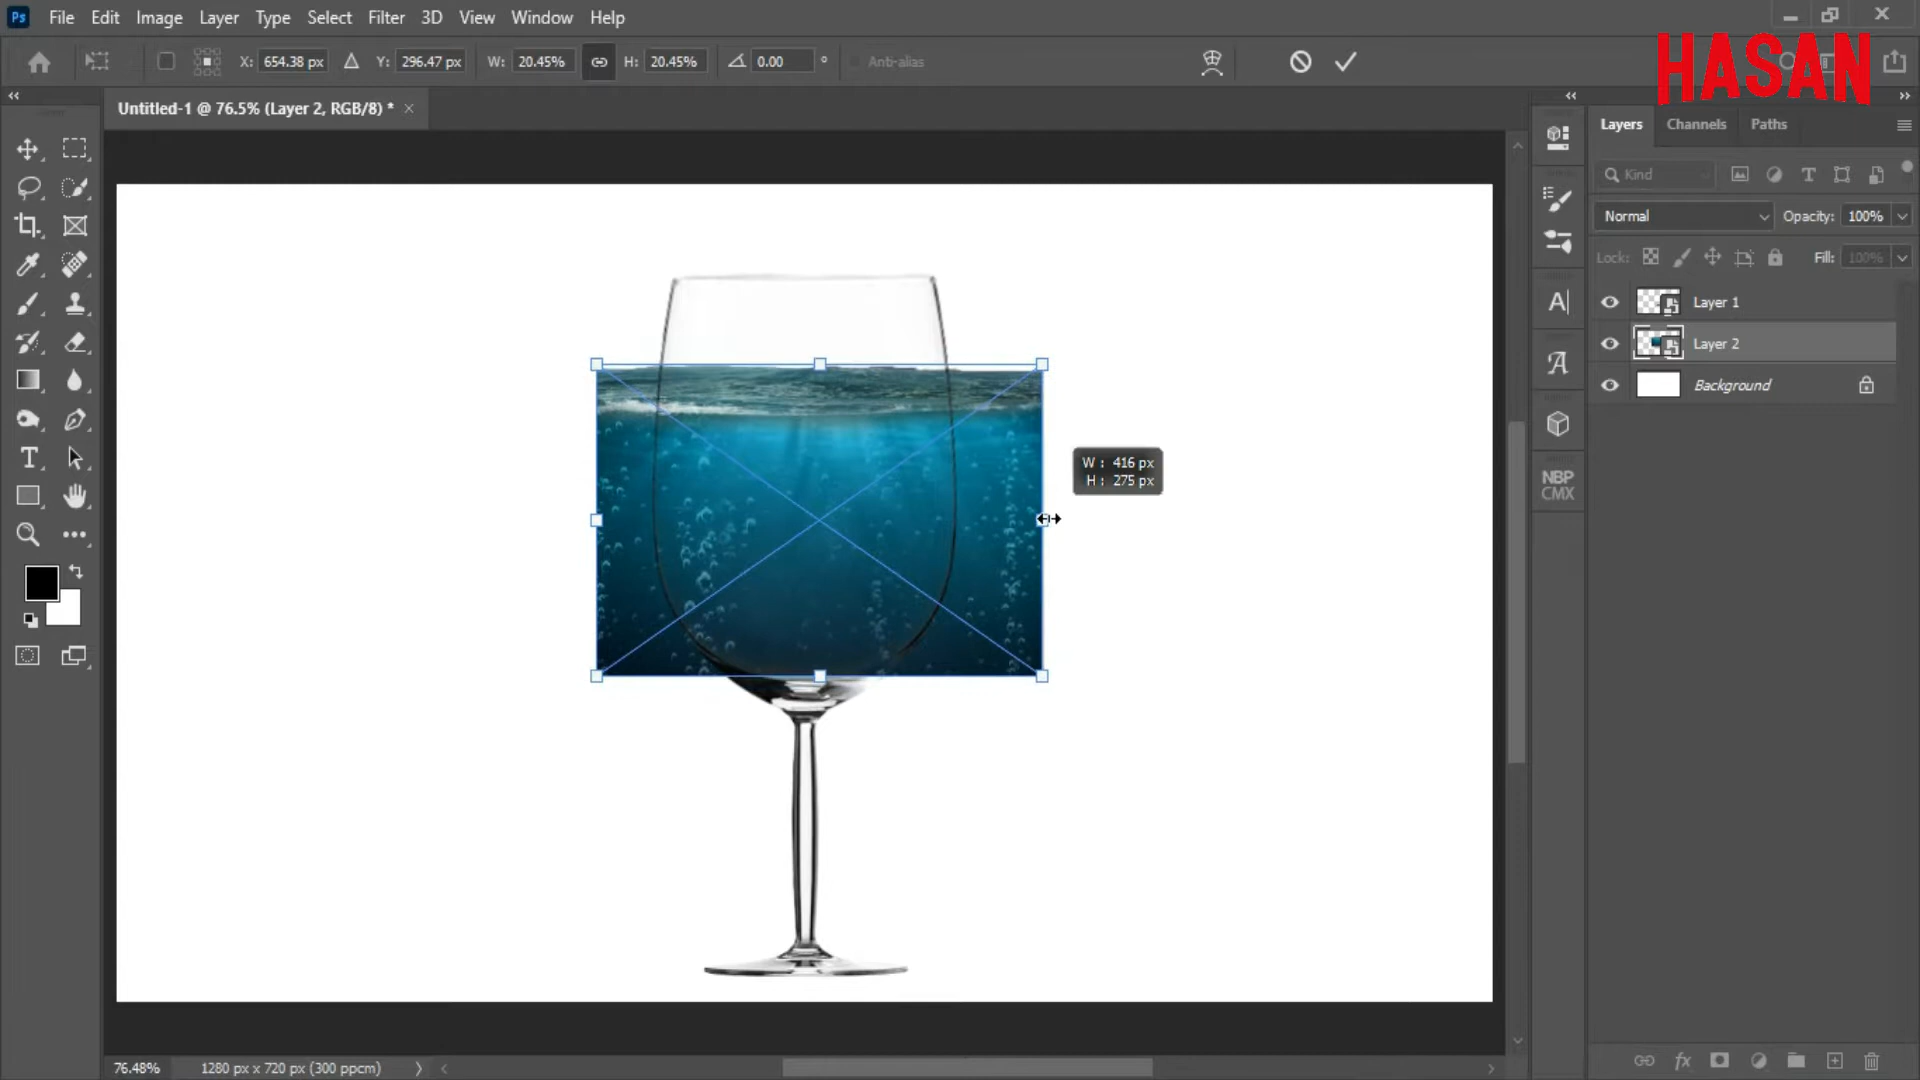 Ps File Edit Image Layer Type Select Filter 3D View Window Help
X: 654.38 px Y: 296.47 px W: 20.45% H: 20.45% 0.00 ° Anti-alias
HASAN
Untitled-1 @ 76.5% (Layer 2, RGB/8) * ×
Layers Channels Paths
Kind
Normal Opacity: 100%
Lock: Fill: 100%
Layer 1
Layer 2
Background
W : 416 px
H : 275 px
NBP
CMX
76.48% 1280 px x 720 px (300 ppcm)